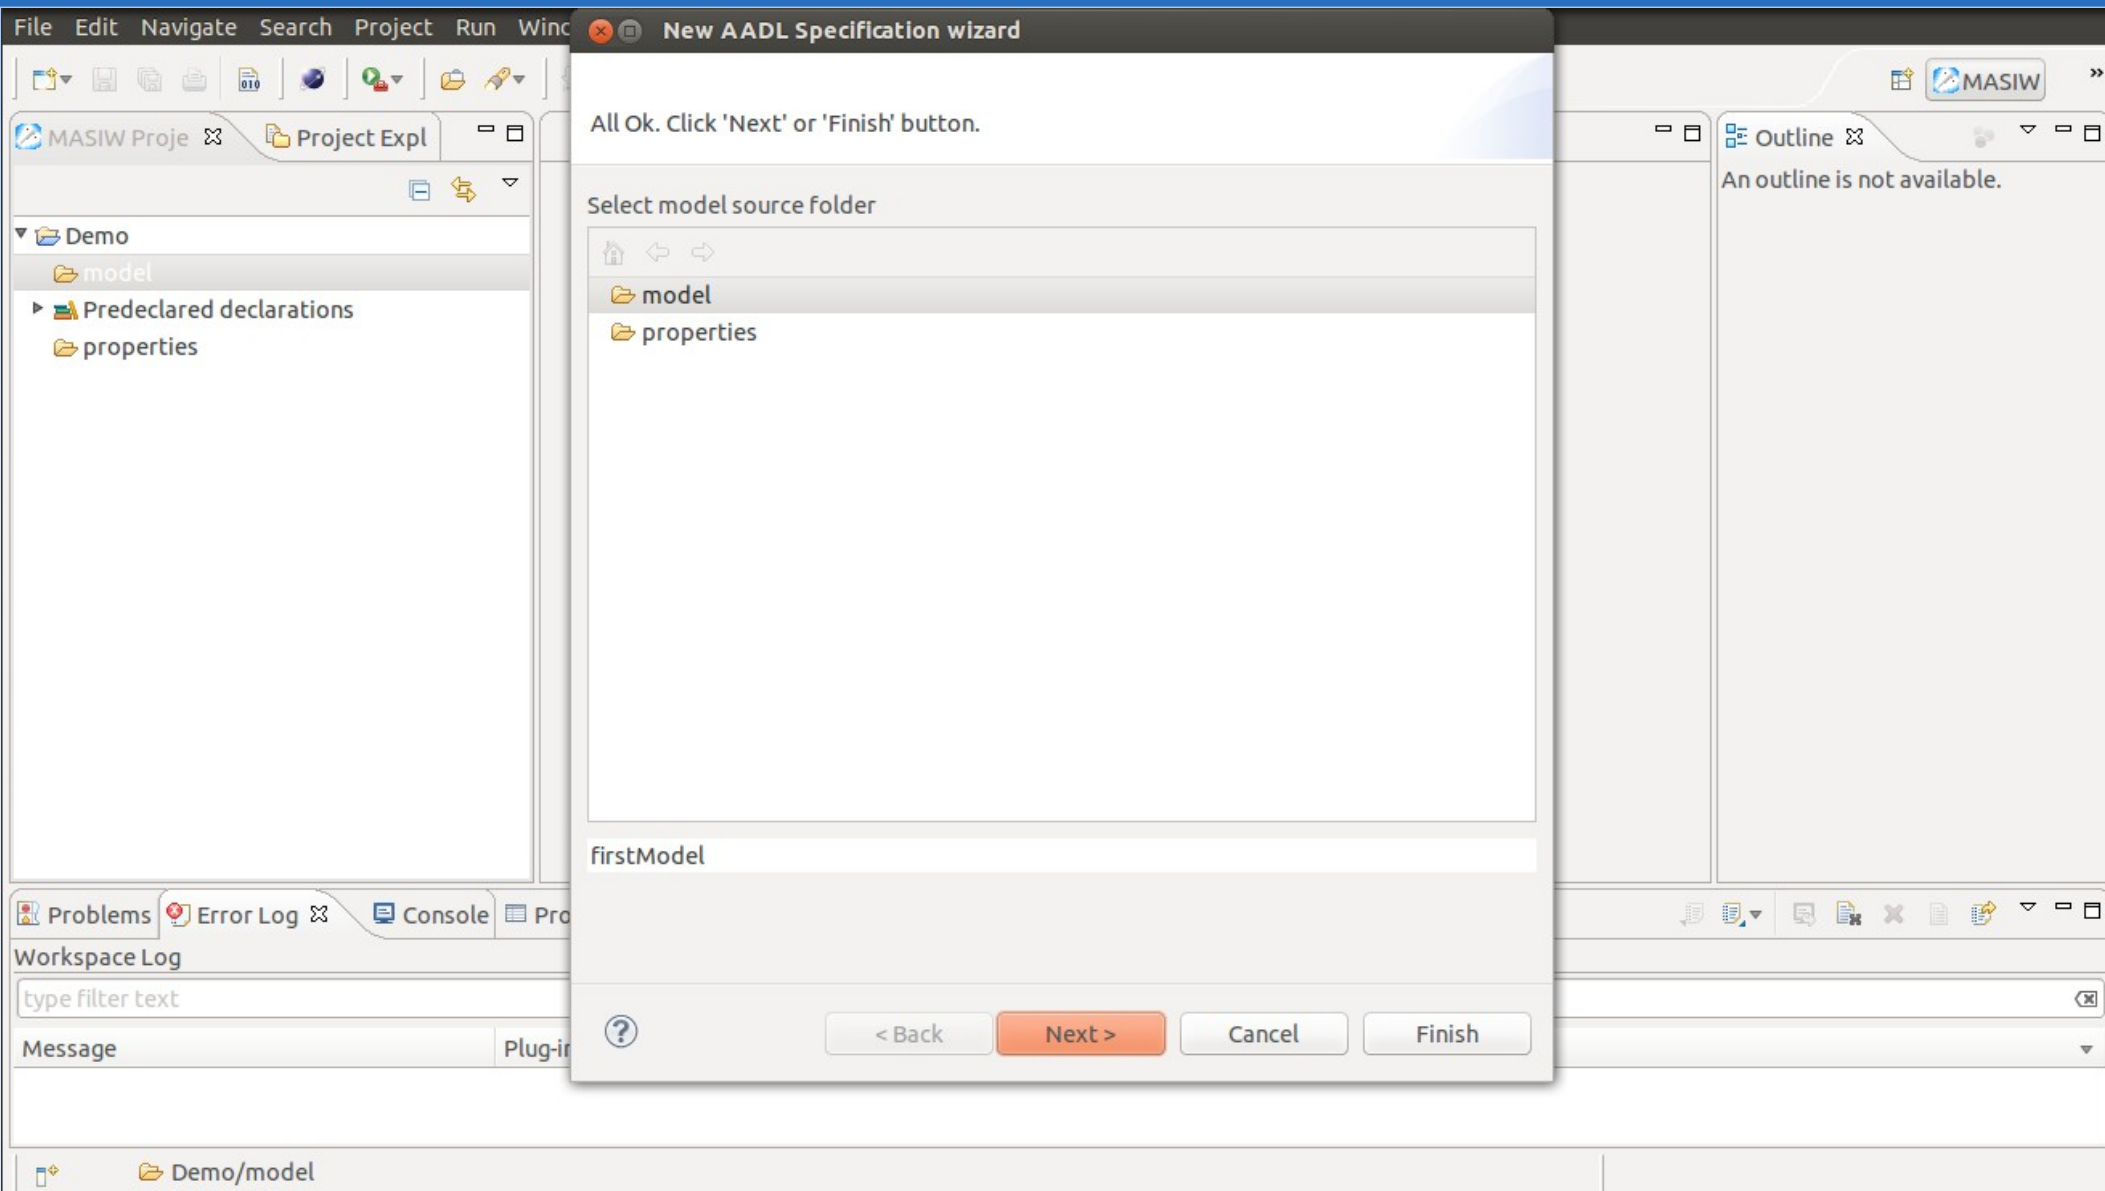 File Edit Navigate Search Project Run Wind
New AADL Specification wizard
MASIW
»
MASIW Proje
Project Expl
All Ok. Click 'Next' or 'Finish' button.
Outline
An outline is not available.
Select model source folder
Demo
model
Predeclared declarations
properties
model
properties
firstModel
Problems
Error Log
Console
Pro
Workspace Log
type filter text
Message
Plug-in
?
< Back
Next >
Cancel
Finish
Demo/model